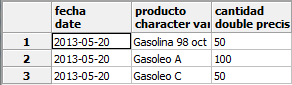 fecha producto cantidad
date character var double precis
1 2013-05-20 Gasolina 98 oct 50
2 2013-05-20 Gasoleo A 100
3 2013-05-20 Gasoleo C 50